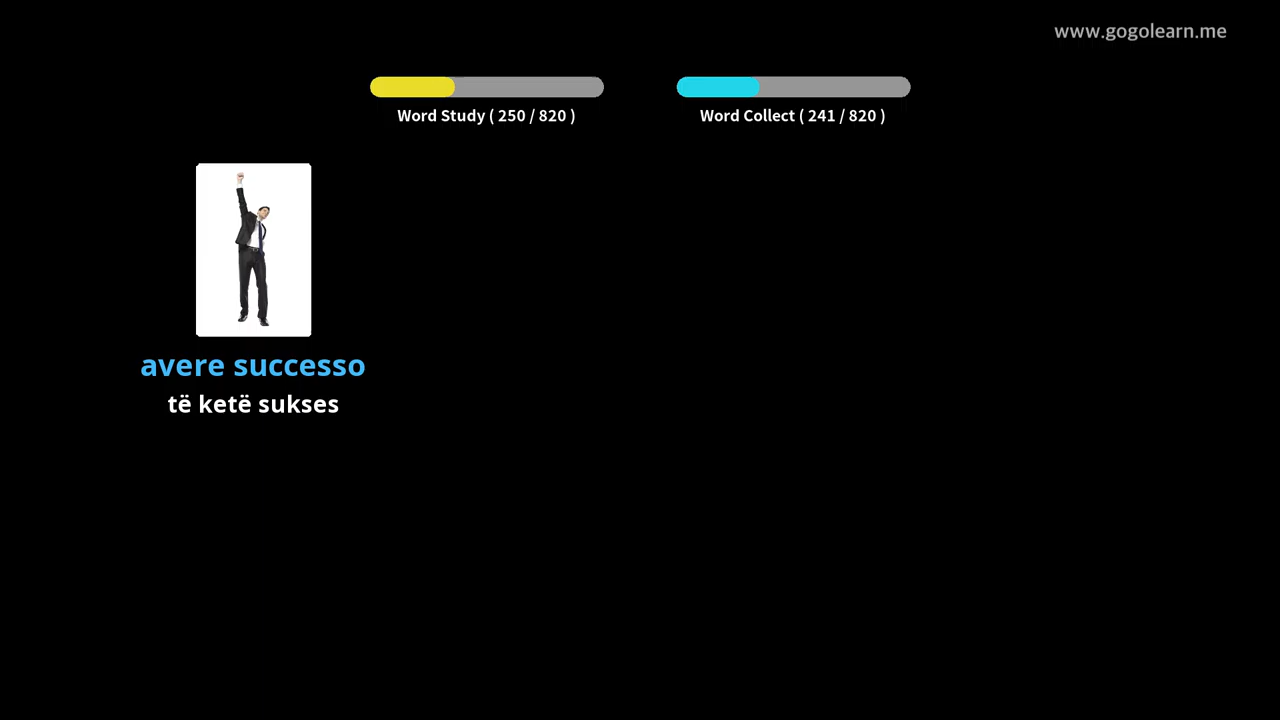 www.gogolearn.me
Word Study ( 250 / 820 )
Word Collect ( 241 / 820 )
avere successo
të ketë sukses